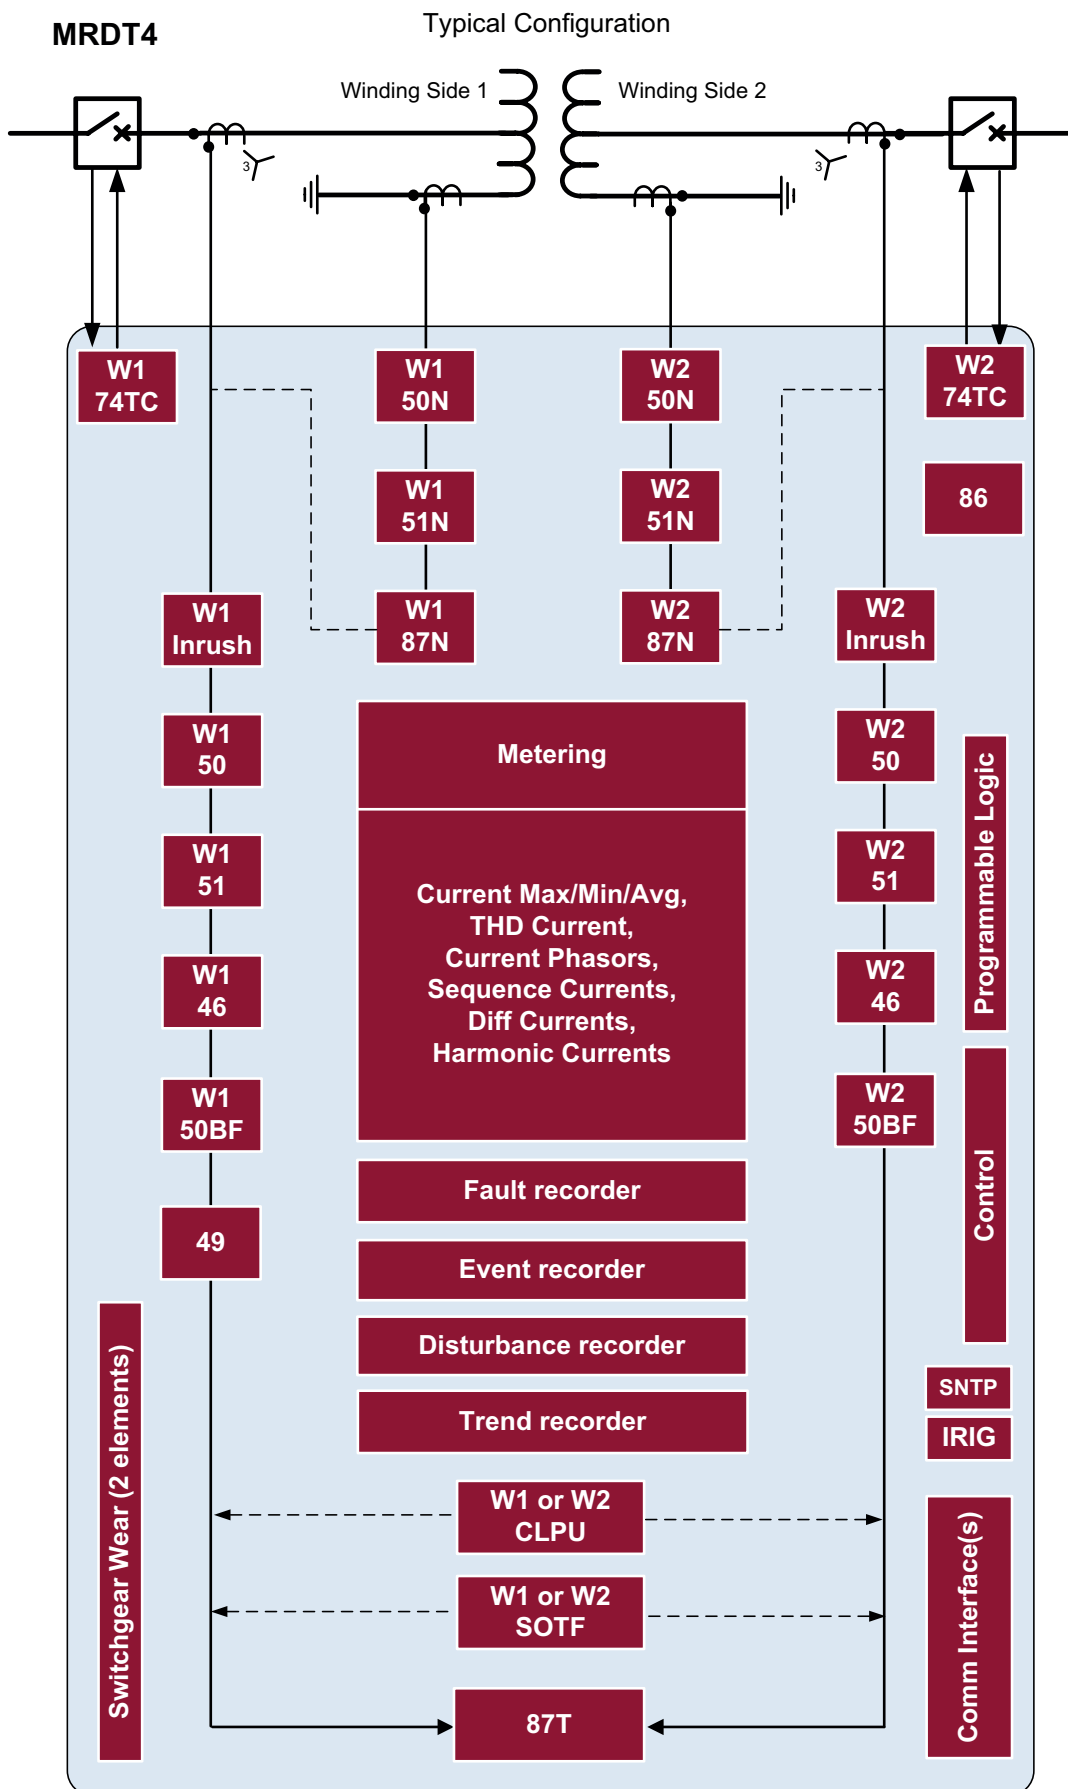 MRDT4
Typical Configuration
Winding Side 1
Winding Side 2
3
3
W1
74TC
W1
50N
W2
50N
W2
74TC
W1
51N
W2
51N
86
W1
Inrush
W1
87N
W2
87N
W2
Inrush
W1
50
Metering
W2
50
Programmable Logic
W1
51
Current Max/Min/Avg,
THD Current,
Current Phasors,
Sequence Currents,
Diff Currents,
Harmonic Currents
W2
51
W1
46
W2
46
W1
50BF
W2
50BF
Control
Fault recorder
49
Event recorder
Switchgear Wear (2 elements)
Disturbance recorder
SNTP
Trend recorder
IRIG
W1 or W2
CLPU
Comm Interface(s)
W1 or W2
SOTF
87T